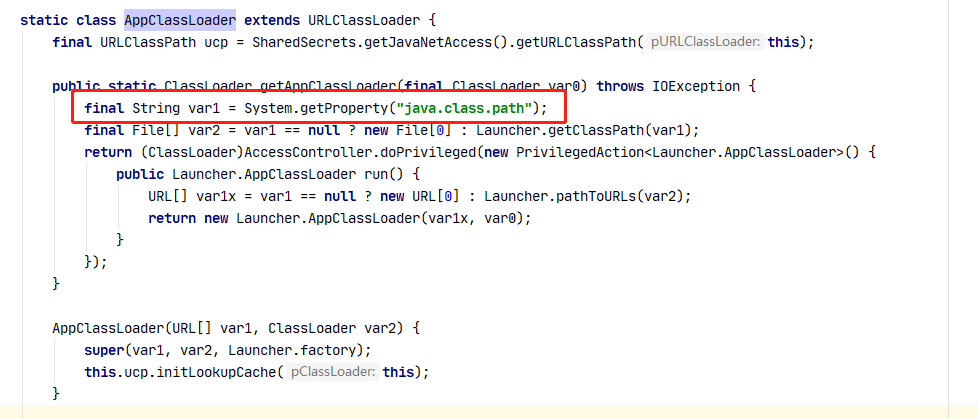 static class AppClassLoader extends URLClassLoader {
final URLClassPath ucp = SharedSecrets.getJavaNetAccess().getURLClassPath( pURLClassLoader: this);
public static ClassLoader getAppClassLoader(final ClassLoader var0) throws IOException {
final String var1 = System.getProperty("java.class.path");
final File[] var2 = var1 == null ? new File[0] : Launcher.getClassPath(var1);
return (ClassLoader)AccessController.doPrivileged(new PrivilegedAction<Launcher.AppClassLoader>() {
public Launcher.AppClassLoader run() {
URL[] var1x = var1 == null ? new URL[0] : Launcher.pathToURLs(var2);
return new Launcher.AppClassLoader(var1x, var0);
}
});
}
AppClassLoader(URL[] var1, ClassLoader var2) {
super(var1, var2, Launcher.factory);
this.ucp.initLookupCache( pClassLoader: this);
}